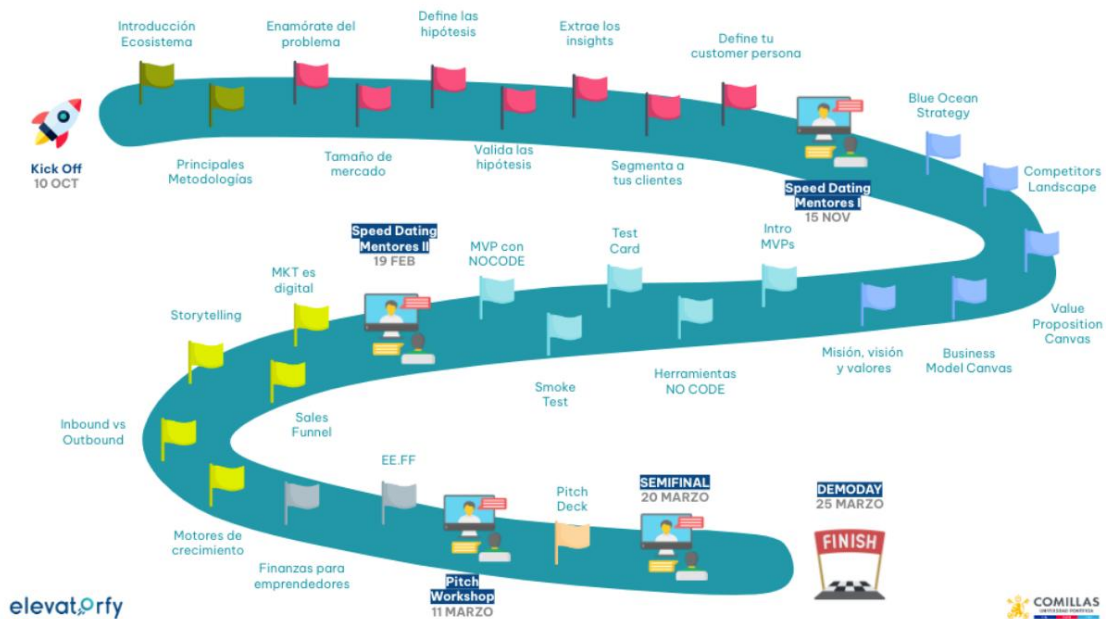 Kick Off
10 OCT
Introducción
Ecosistema
Principales
Metodologías
Enamórate del
problema
Tamaño de
mercado
Define las
hipótesis
Valida las
hipótesis
Extrae los
insights
Segmenta a
tus clientes
Define tu
customer persona
Speed Dating
Mentores I
15 NOV
Blue Ocean
Strategy
Competitors
Landscape
Value
Proposition
Canvas
Business
Model Canvas
Misión, visión
y valores
Intro
MVPs
Herramientas
NO CODE
Test
Card
Smoke
Test
MVP con
NOCODE
Speed Dating
Mentores II
19 FEB
MKT es
digital
Sales
Funnel
Storytelling
Inbound vs
Outbound
Motores de
crecimiento
Finanzas para
emprendedores
EE.FF
Pitch
Workshop
11 MARZO
Pitch
Deck
SEMIFINAL
20 MARZO
DEMODAY
25 MARZO
FINISH
elevatorfy
COMILLAS
UNIVERSIDAD PONTIFICIA